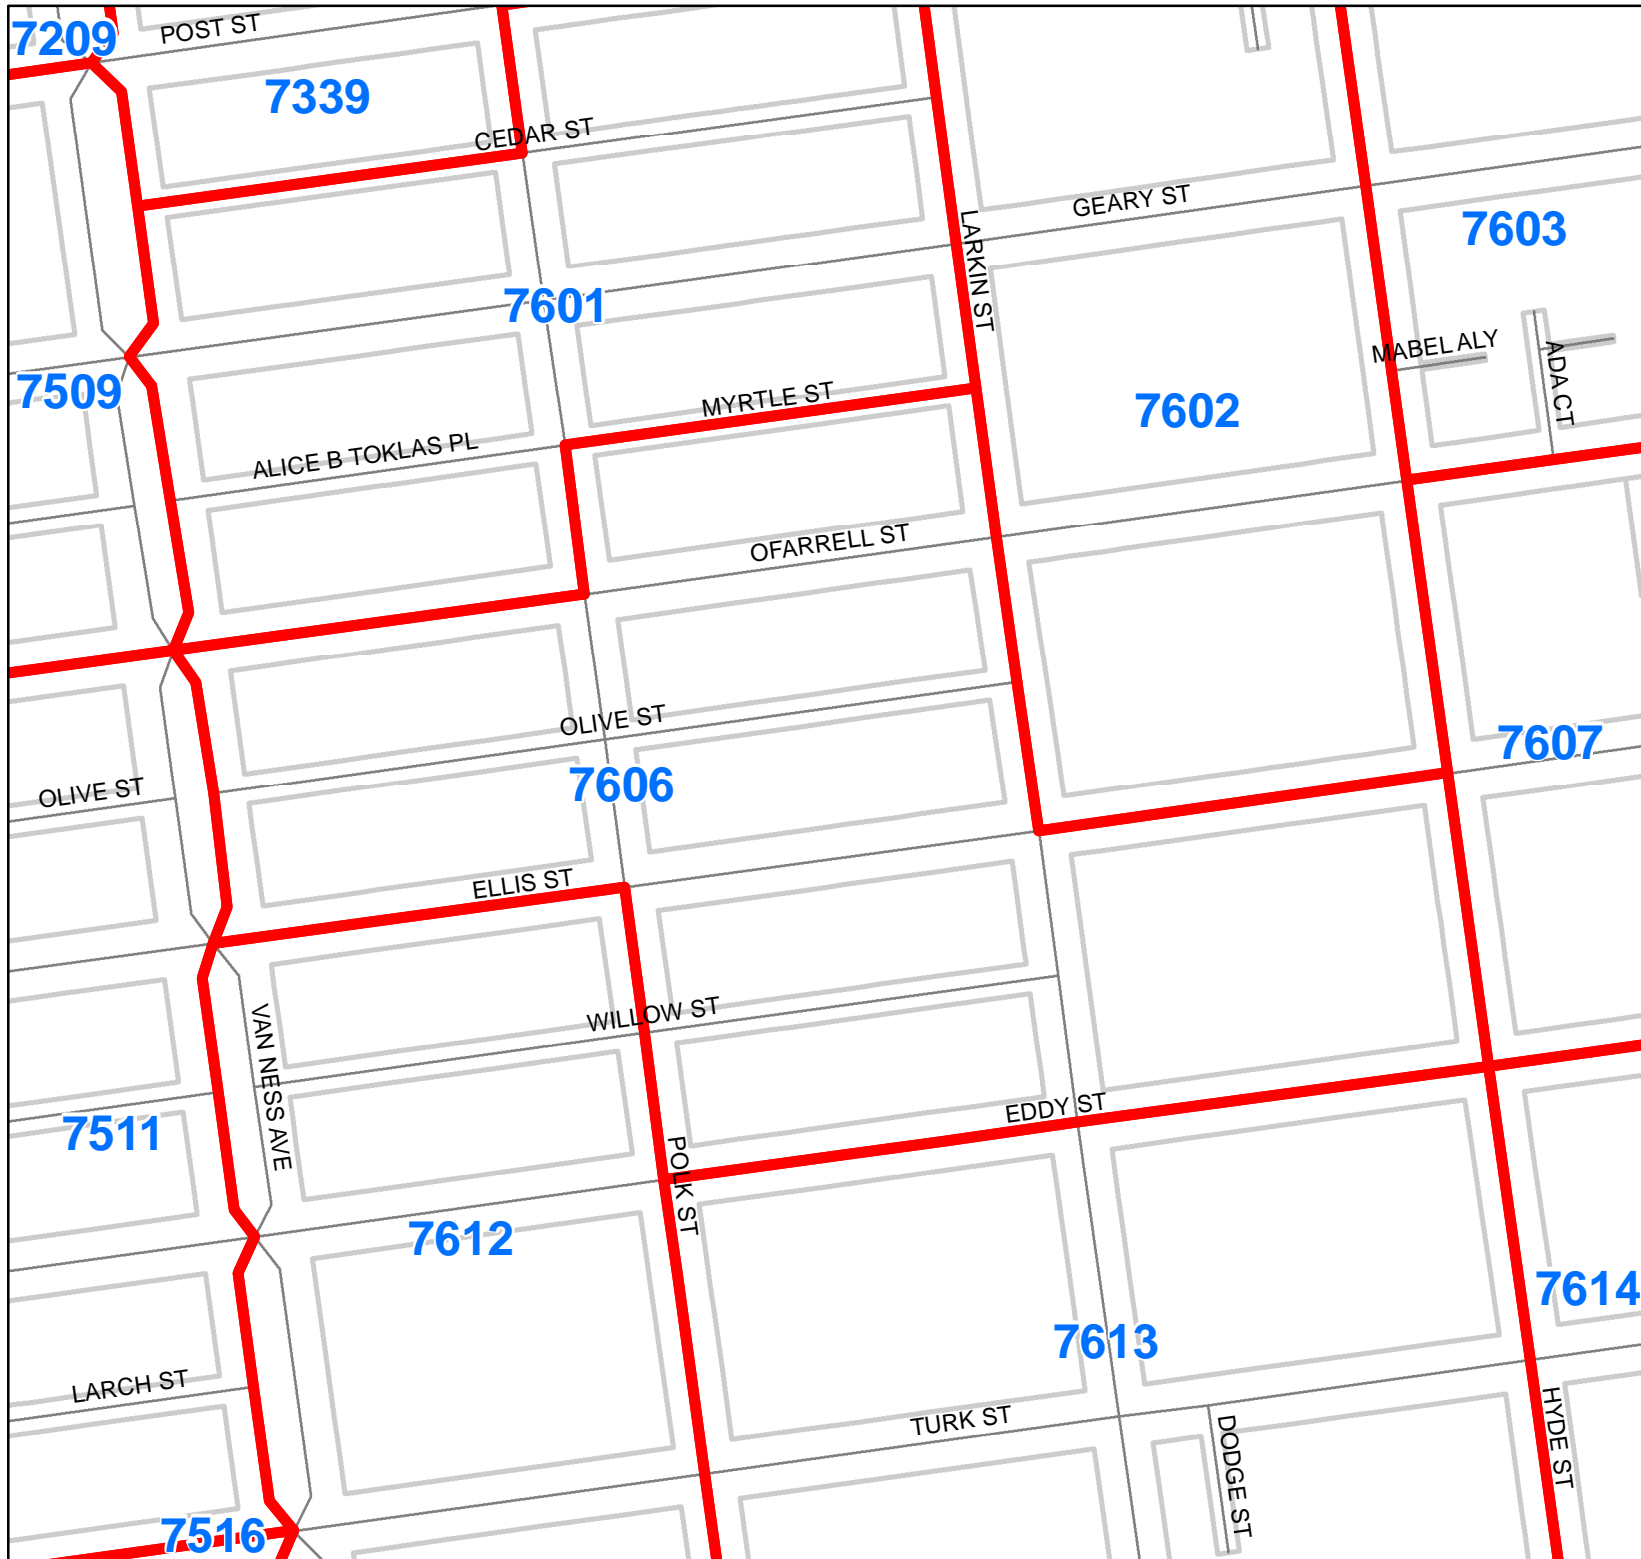 POST ST
7209
7339
CEDAR ST
GEARY ST
7603
LARKIN ST
7601
MABEL ALY
ADA CT
7509
MYRTLE ST
7602
ALICE B TOKLAS PL
OFARRELL ST
OLIVE ST
7607
7606
OLIVE ST
ELLIS ST
WILLOW ST
VAN NESS AVE
EDDY ST
7511
POLK ST
7612
7614
7613
LARCH ST
TURK ST
HYDE ST
DODGE ST
7516